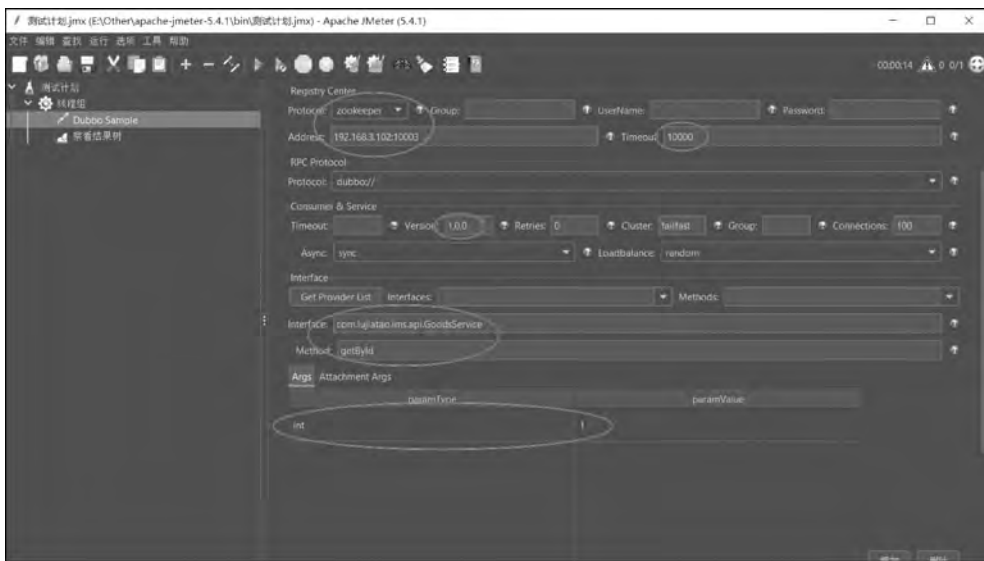 测试计划.jmx (E:\Other\apache-jmeter-5.4.1\bin\测试计划.jmx) - Apache JMeter (5.4.1)
文件 编辑 查找 运行 选项 工具 帮助
00:00:14 0 0/1
测试计划
线程组
Dubbo Sample
察看结果树
Registry Center
Protocol: zookeeper Group: UserName: Password:
Address: 192.168.3.102:10003 Timeout: 10000
RPC Protocol
Protocol: dubbo://
Consumer & Service
Timeout: Version: 1.0.0 Retries: 0 Cluster: failfast Group: Connections: 100
Async: sync Loadbalance: random
Interface
Get Provider List Interfaces: Methods:
Interface: com.lujiatao.ims.api.GoodsService
Method: getById
Args Attachment Args
paramType paramValue
int 1